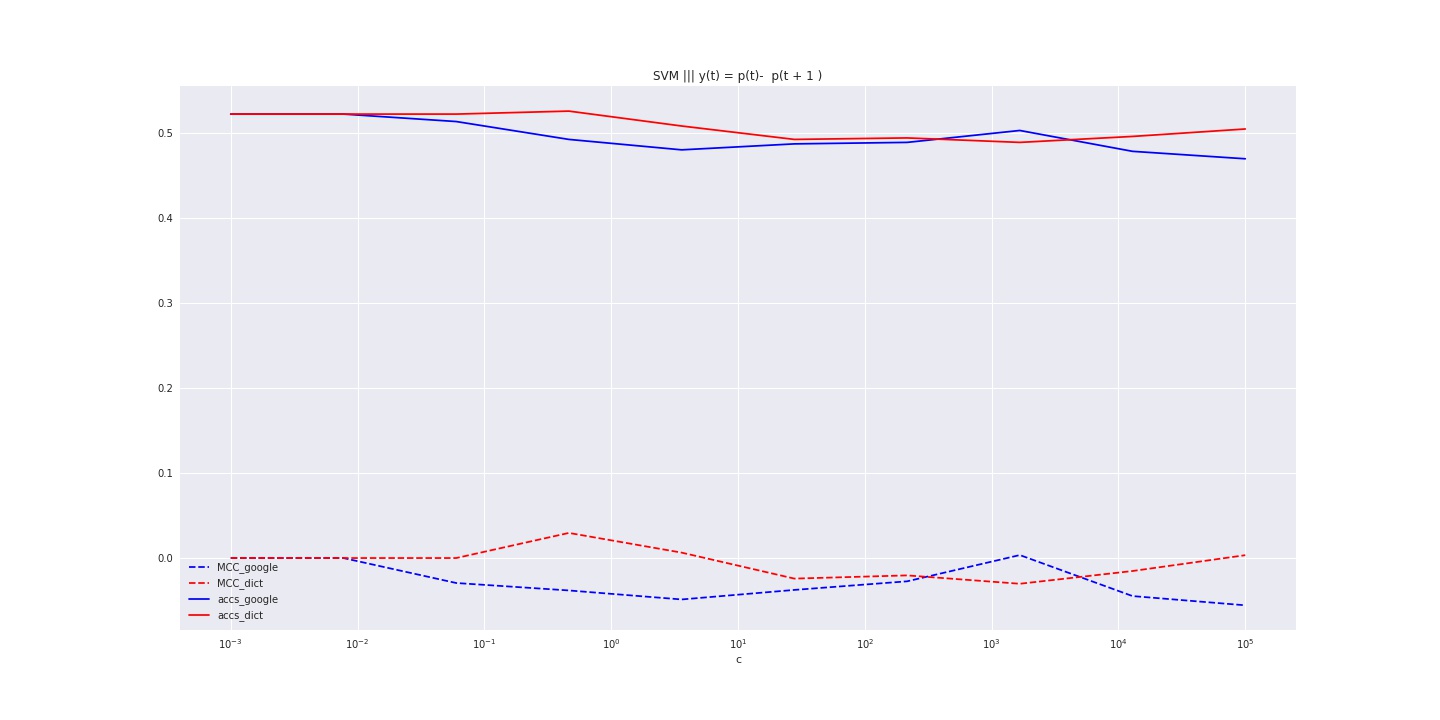 SVM ||| y(t) = p(t)-  p(t + 1 )
0.5
0.4
0.3
0.2
0.1
0.0
MCC_google
MCC_dict
accs_google
accs_dict
10⁻³ 10⁻² 10⁻¹ 10⁰ 10¹ 10² 10³ 10⁴ 10⁵
c